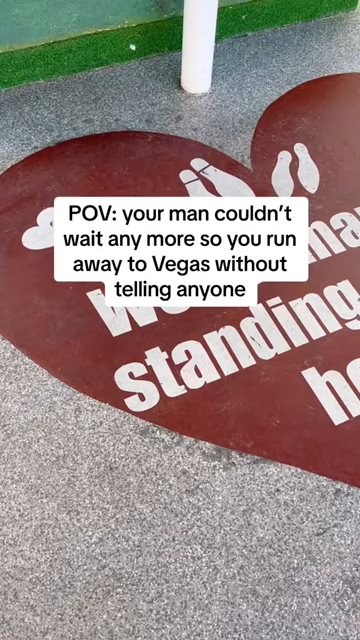 POV: your man couldn’t
wait any more so you run
away to Vegas without
telling anyone
standing